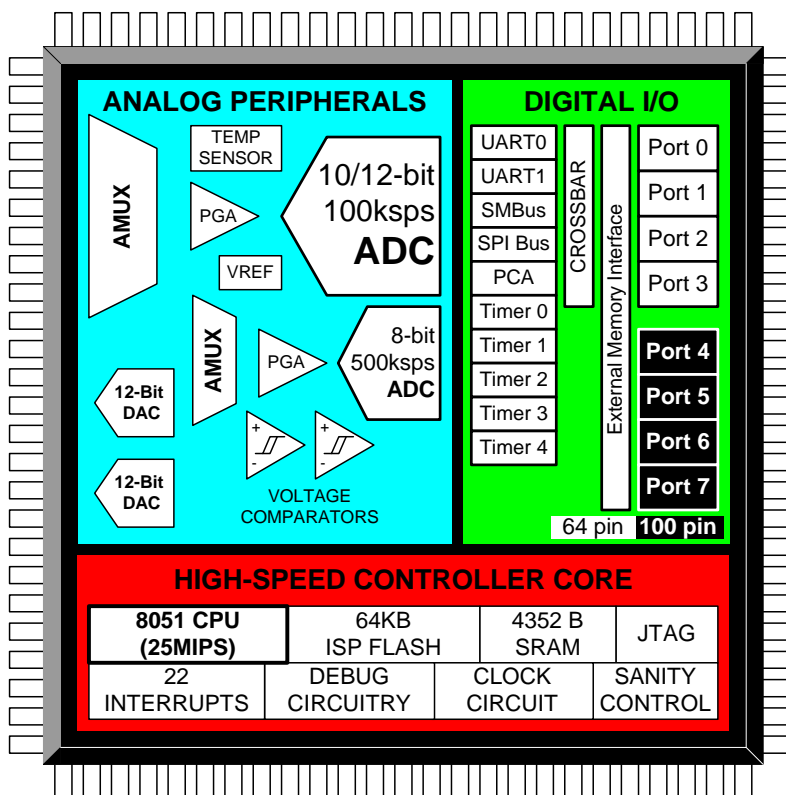 ANALOG PERIPHERALS
AMUX
TEMP
SENSOR
PGA
VREF
10/12-bit
100ksps
ADC
AMUX
PGA
8-bit
500ksps
ADC
12-Bit
DAC
12-Bit
DAC
+
-
+
-
VOLTAGE
COMPARATORS
DIGITAL I/O
UART0
UART1
SMBus
SPI Bus
PCA
Timer 0
Timer 1
Timer 2
Timer 3
Timer 4
CROSSBAR
External Memory Interface
Port 0
Port 1
Port 2
Port 3
Port 4
Port 5
Port 6
Port 7
64 pin 100 pin
HIGH-SPEED CONTROLLER CORE
8051 CPU
(25MIPS)
64KB
ISP FLASH
4352 B
SRAM
JTAG
22
INTERRUPTS
DEBUG
CIRCUITRY
CLOCK
CIRCUIT
SANITY
CONTROL